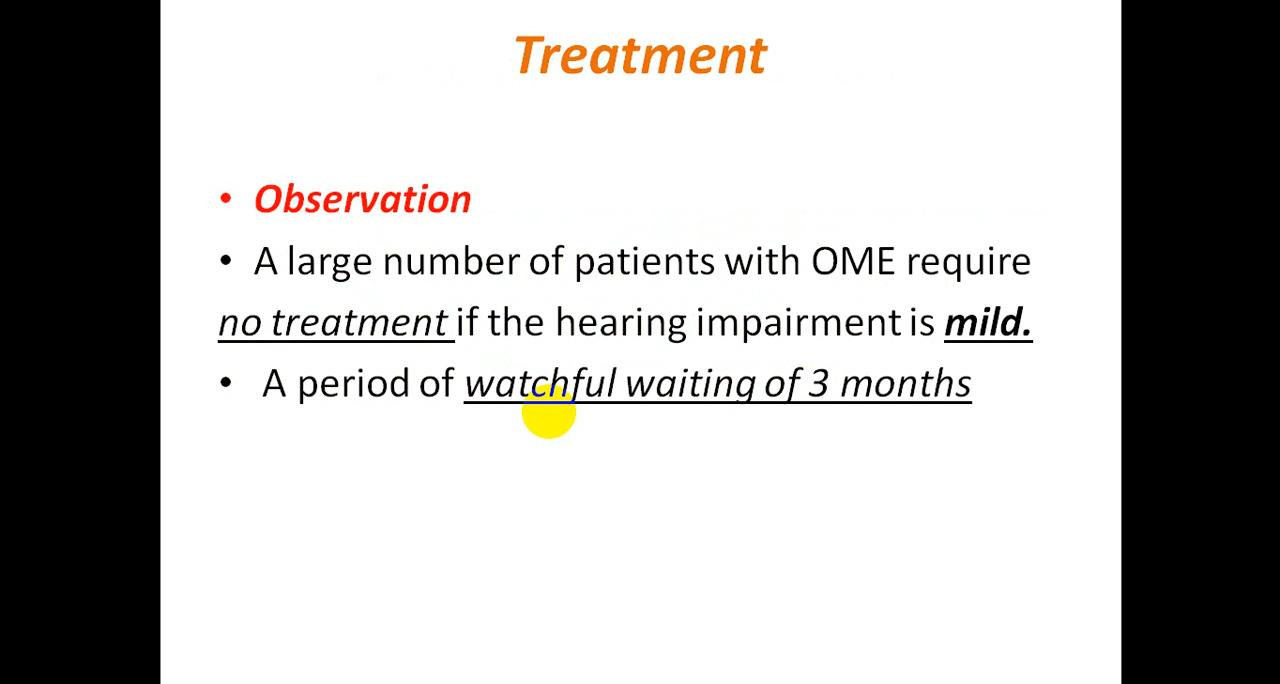 Treatment
• Observation
• A large number of patients with OME require
no treatment if the hearing impairment is mild.
• A period of watchful waiting of 3 months